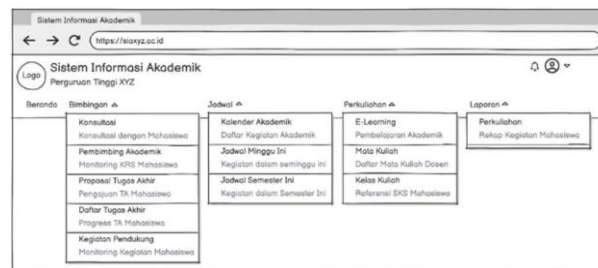 Sistem Informasi Akademik
https://siaxyz.ac.id
Logo
Sistem Informasi Akademik
Perguruan Tinggi XYZ
Beranda
Bimbingan
Konsultasi
Konsultasi dengan Mahasiswa
Pembimbing Akademik
Monitoring KRS Mahasiswa
Proposal Tugas Akhir
Pengajuan TA Mahasiswa
Daftar Tugas Akhir
Progress TA Mahasiswa
Kegiatan Pendukung
Monitoring Kegiatan Mahasiswa
Jadwal
Kalender Akademik
Daftar Kegiatan Akademik
Jadwal Minggu Ini
Kegiatan dalam seminggu ini
Jadwal Semester Ini
Kegiatan dalam Semester Ini
Perkuliahan
E-Learning
Pembelajaran Akademik
Mata Kuliah
Daftar Mata Kuliah Dosen
Kelas Kuliah
Referensi SKS Mahasiswa
Laporan
Perkuliahan
Rekap Kegiatan Mahasiswa